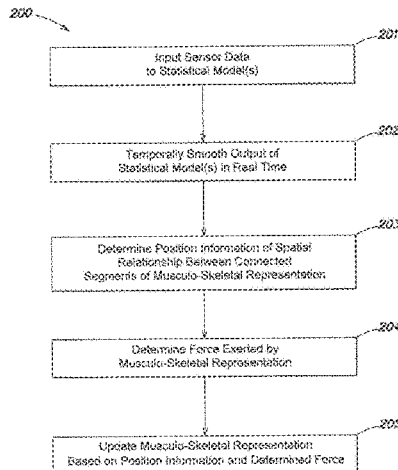 200
201
Input Sensor Data
to Statistical Model(s)
202
Temporally Smooth Output of
Statistical Model(s) in Real Time
203
Determine Position Information of Spatial
Relationship Between Connected
Segments of Musculo-Skeletal Representation
204
Determine Force Exerted by
Musculo-Skeletal Representation
205
Update Musculo-Skeletal Representation
Based on Position Information and Determined Force